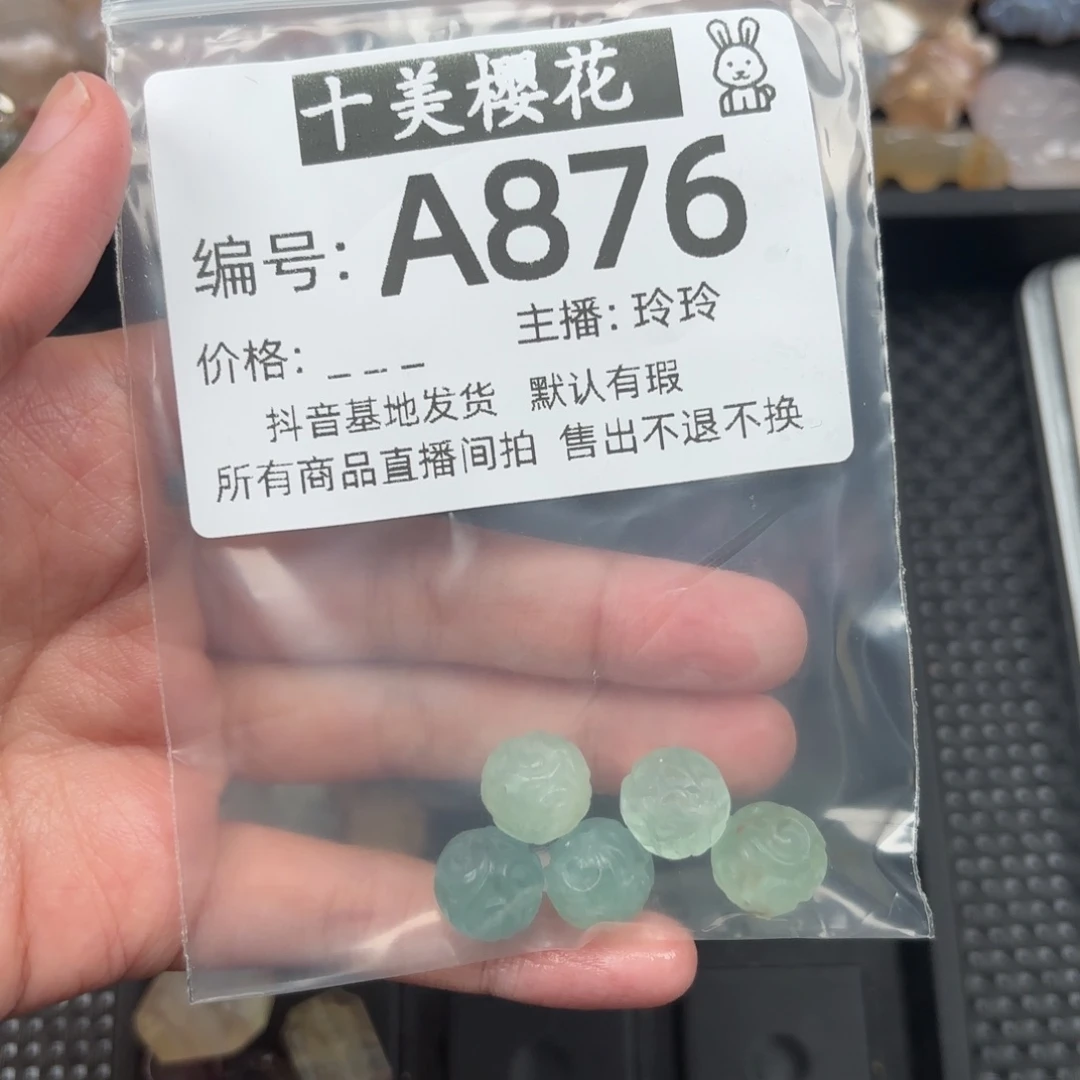 十美樱花
编号: A876
价格: _ _ _ 主播: 玲玲
抖音基地发货 默认有瑕
所有商品直播间拍 售出不退不换